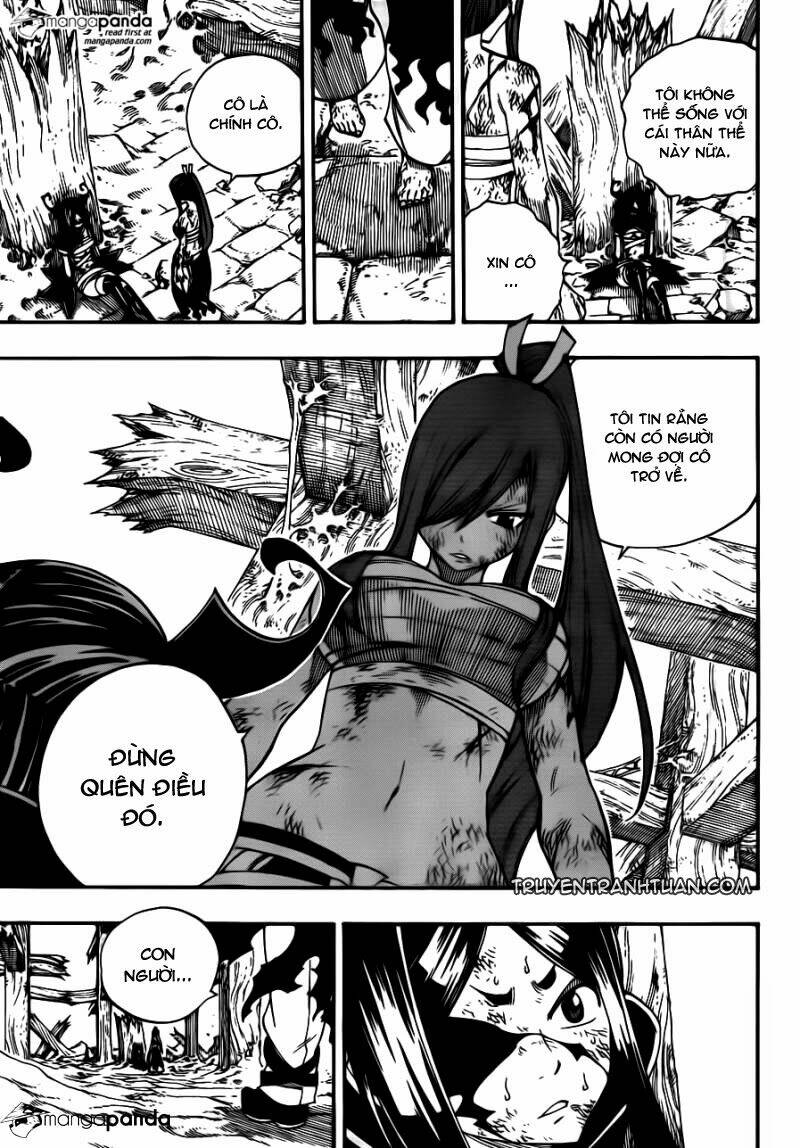 mangapanda
read first at
mangapanda.com
TÔI KHÔNG
THỂ SỐNG VỚI
CÁI THÂN THỂ
NÀY NỮA.
XIN CÔ
...
CÔ LÀ
CHÍNH CÔ.
TÔI TIN RẰNG
CÒN CÓ NGƯỜI
MONG ĐỢI CÔ
TRỞ VỀ.
ĐỪNG
QUÊN ĐIỀU
ĐÓ.
TRUYENTRANHTUAN.COM
CON
NGƯỜI...
mangapanda